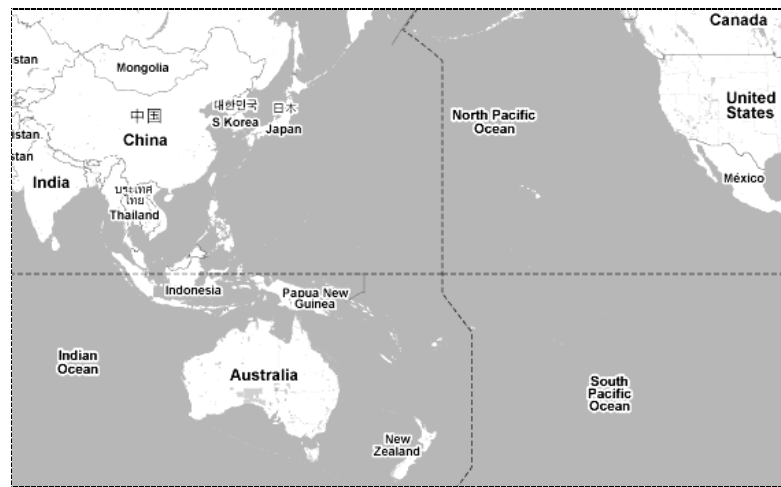 Canada
stan
Mongolia
United
States
中国
China
대한민국
S Korea
日本
Japan
North Pacific
Ocean
stan
stan
India
ประเทศ
ไทย
Thailand
México
Indonesia
Papua New
Guinea
Indian
Ocean
Australia
South
Pacific
Ocean
New
Zealand